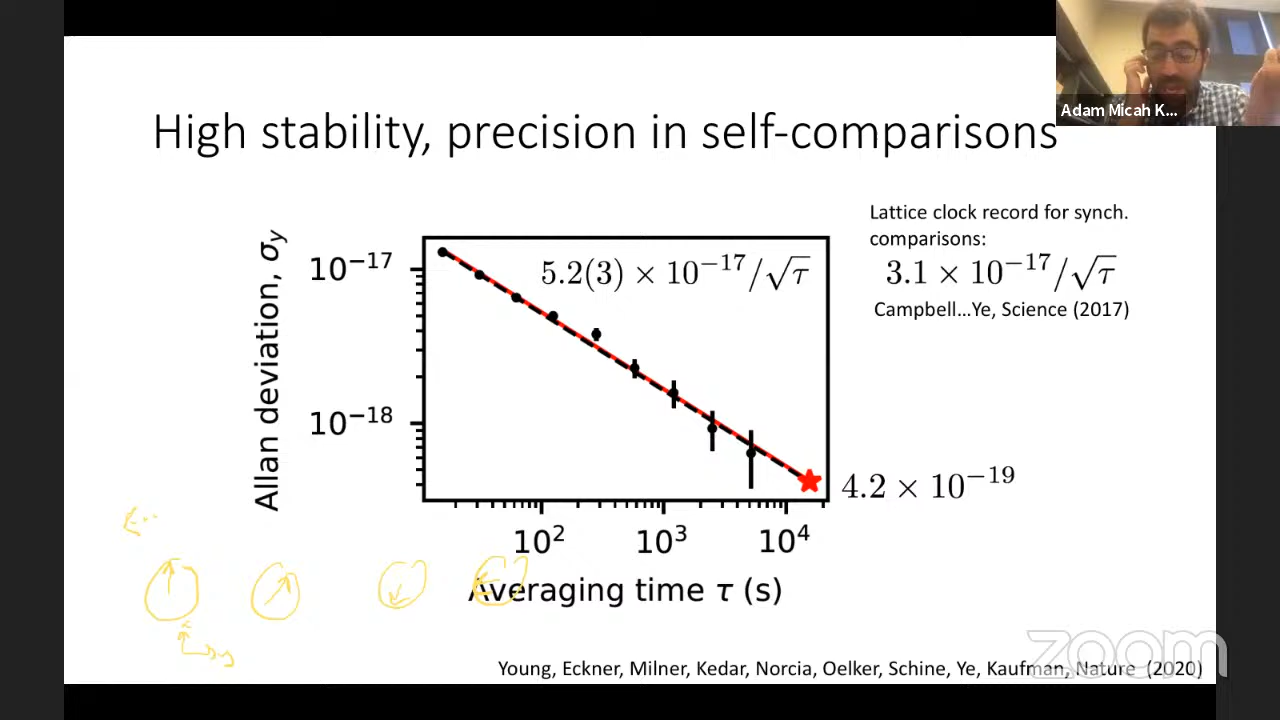 Adam Micah K...
High stability, precision in self-comparisons
Lattice clock record for synch.
comparisons:
3.1 × 10⁻¹⁷/√τ
Campbell...Ye, Science (2017)
Allan deviation, σ_y
10⁻¹⁷
10⁻¹⁸
5.2(3) × 10⁻¹⁷/√τ
4.2 × 10⁻¹⁹
10² 10³ 10⁴
Averaging time τ (s)
zoom
Young, Eckner, Milner, Kedar, Norcia, Oelker, Schine, Ye, Kaufman, Nature (2020)